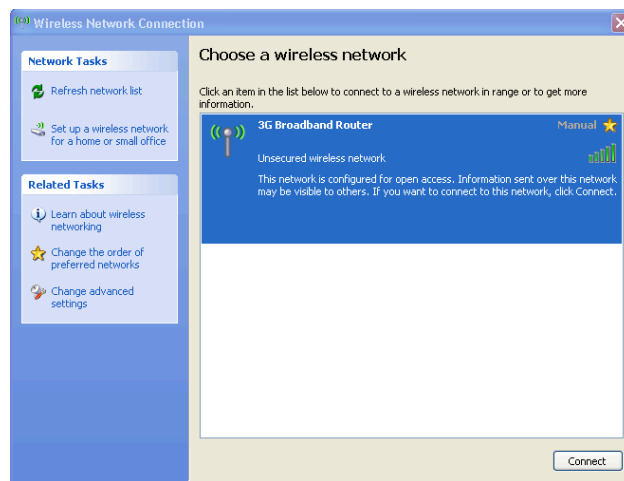 Wireless Network Connection
Network Tasks
Refresh network list
Set up a wireless network
for a home or small office
Related Tasks
Learn about wireless
networking
Change the order of
preferred networks
Change advanced
settings
Choose a wireless network
Click an item in the list below to connect to a wireless network in range or to get more
information.
3G Broadband Router Manual
Unsecured wireless network
This network is configured for open access. Information sent over this network
may be visible to others. If you want to connect to this network, click Connect.
Connect